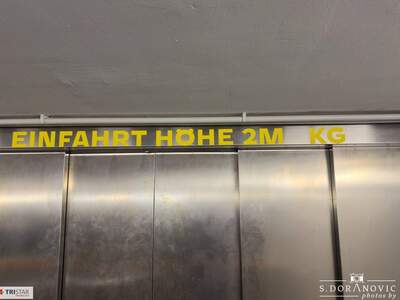 EINFAHRT HÖHE 2M KG
TRISTAR
S.DORANOVIC
photos by